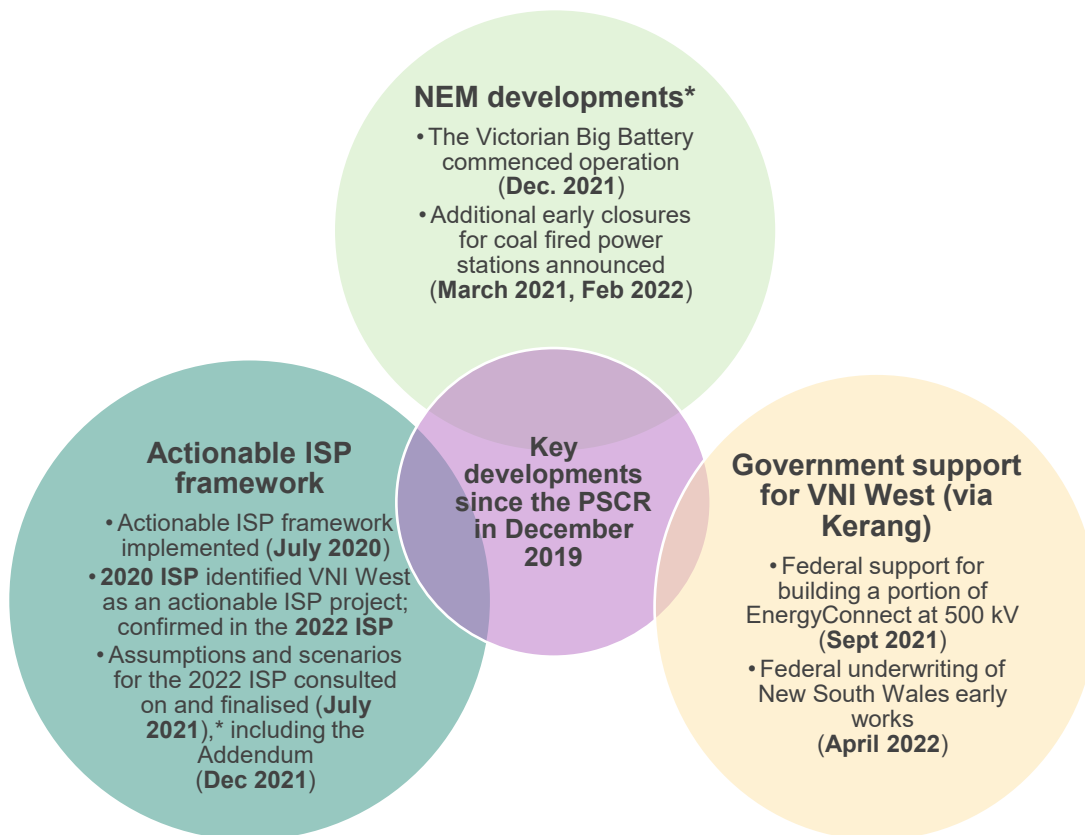 NEM developments*
• The Victorian Big Battery
commenced operation
(Dec. 2021)
• Additional early closures
for coal fired power
stations announced
(March 2021, Feb 2022)
Key
developments
since the PSCR
in December
2019
Actionable ISP
framework
• Actionable ISP framework
implemented (July 2020)
• 2020 ISP identified VNI West
as an actionable ISP project;
confirmed in the 2022 ISP
• Assumptions and scenarios
for the 2022 ISP consulted
on and finalised (July
2021),* including the
Addendum
(Dec 2021)
Government support
for VNI West (via
Kerang)
• Federal support for
building a portion of
EnergyConnect at 500 kV
(Sept 2021)
• Federal underwriting of
New South Wales early
works
(April 2022)